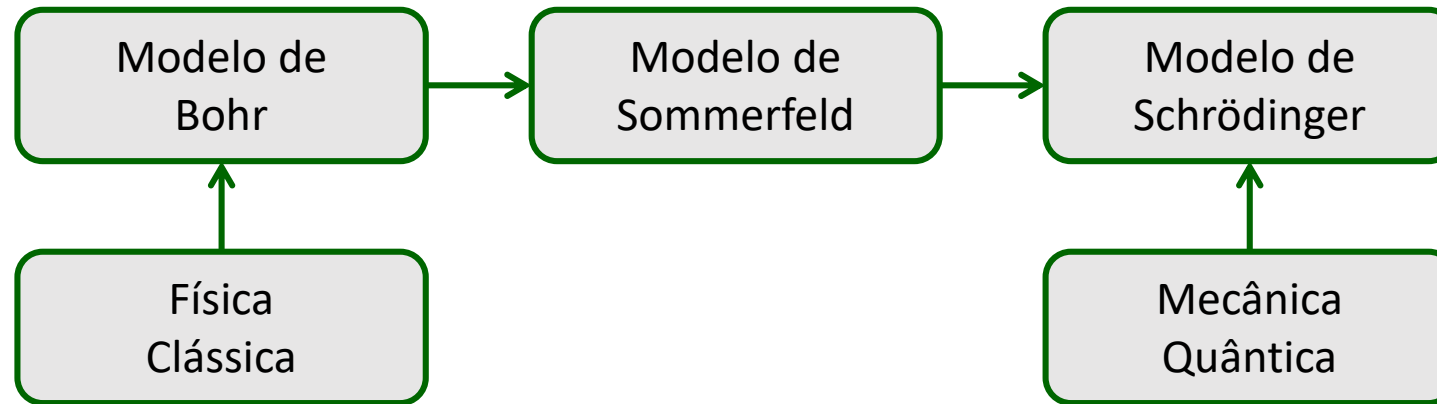 Modelo de
Bohr
Modelo de
Sommerfeld
Modelo de
Schrödinger
Física
Clássica
Mecânica
Quântica